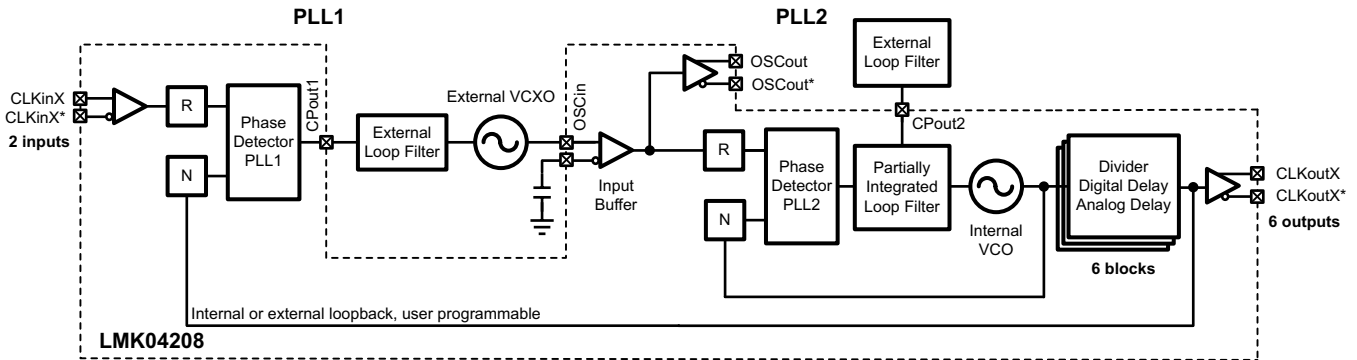 PLL1
PLL2
External
Loop Filter
OSCout
OSCout*
CLKinX
CLKinX*
2 inputs
R
N
Phase
Detector
PLL1
CPout1
External
Loop Filter
External VCXO
OSCin
Input
Buffer
R
N
Phase
Detector
PLL2
CPout2
Partially
Integrated
Loop Filter
Internal
VCO
Divider
Digital Delay
Analog Delay
6 blocks
CLKoutX
CLKoutX*
6 outputs
Internal or external loopback, user programmable
LMK04208